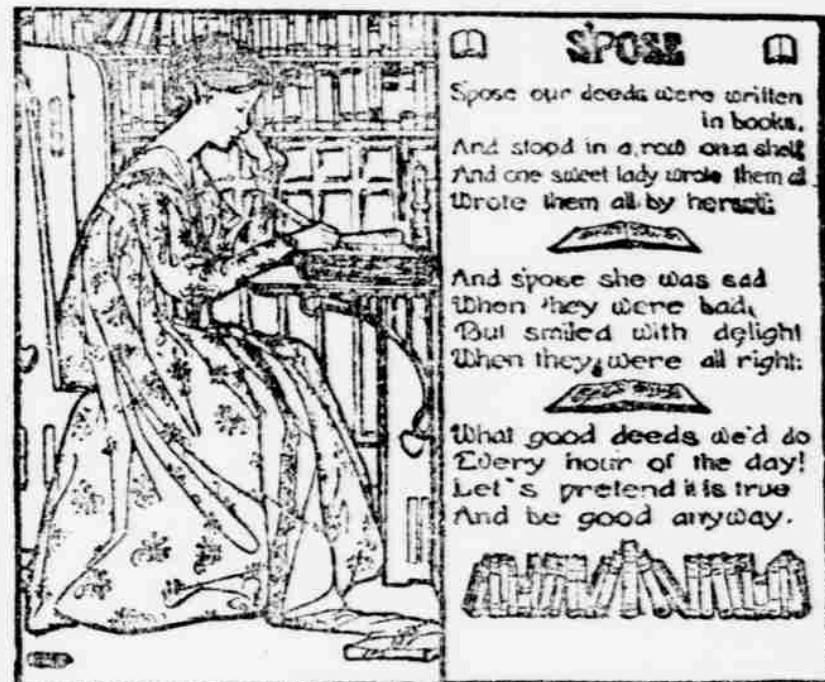 S'POSE
S'pose our deeds were written
in books,
And stood in a row on a shelf
And one sweet lady wrote them all
Wrote them all by herself;
And s'pose she was sad
When they were bad,
But smiled with delight
When they were all right:
What good deeds we'd do
Every hour of the day!
Let's pretend it is true
And be good anyway.